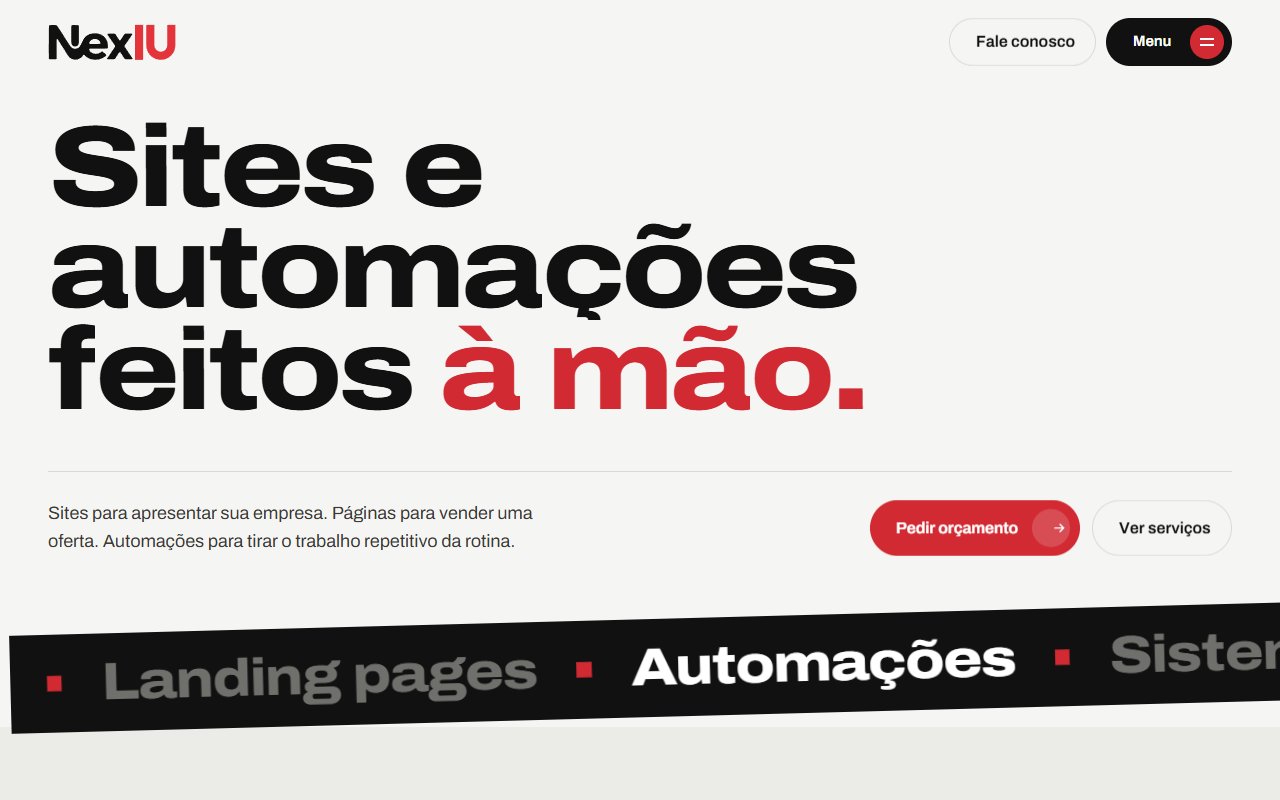 NexIU
Fale conosco
Menu
Sites e
automações
feitos à mão.
Sites para apresentar sua empresa. Páginas para vender uma
oferta. Automações para tirar o trabalho repetitivo da rotina.
Pedir orçamento
Ver serviços
Landing pages
Automações